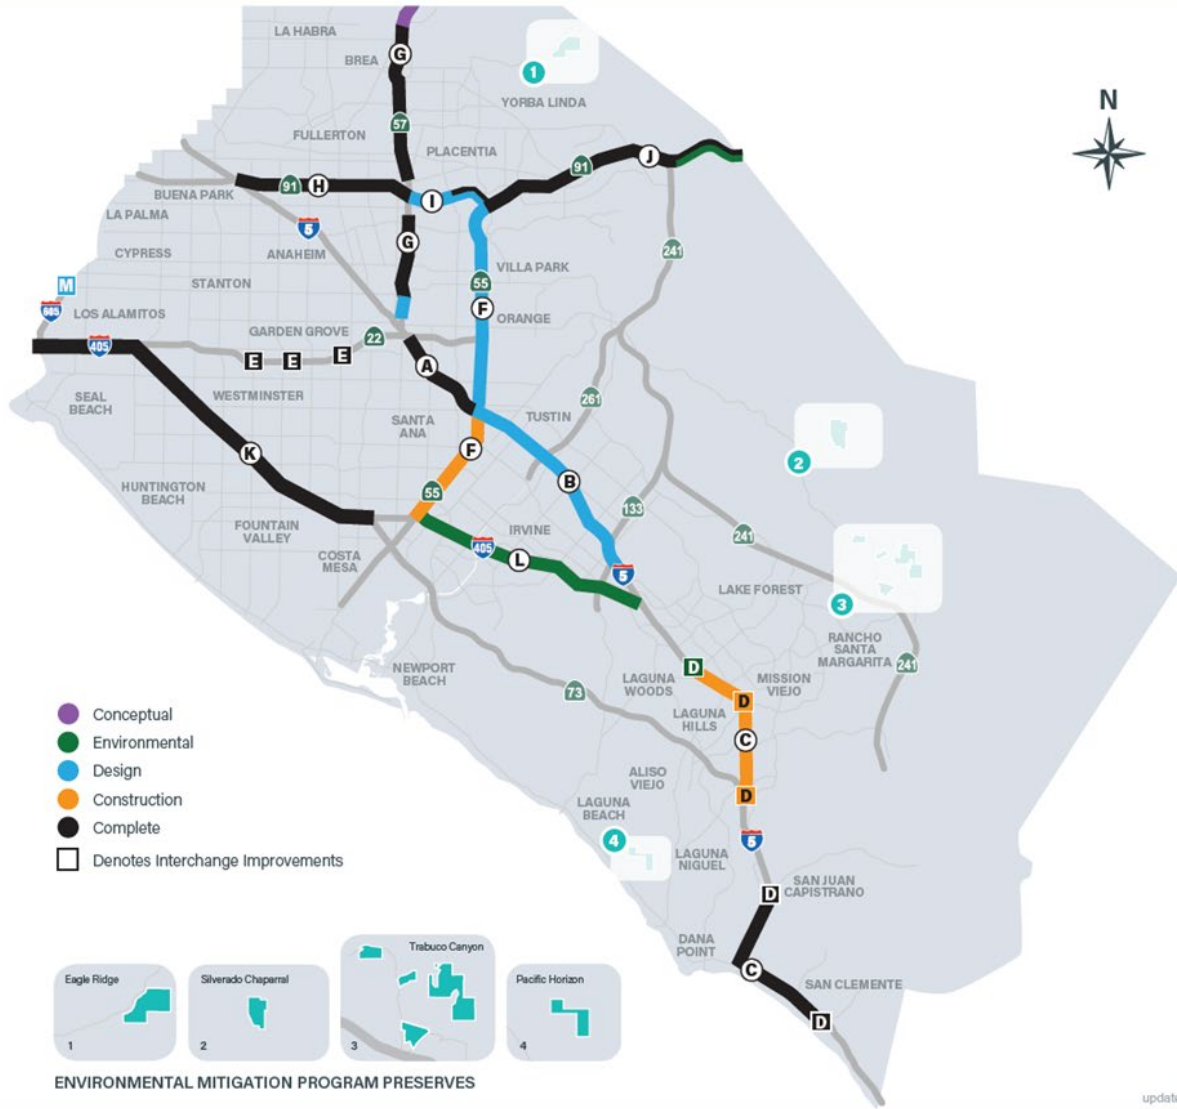 LA HABRA
G
BREA
1
YORBA LINDA
N
57
FULLERTON
PLACENTIA
91
J
91
H
I
BUENA PARK
LA PALMA
5
G
CYPRESS
ANAHEIM
241
VILLA PARK
STANTON
55
M
605
LOS ALAMITOS
F
ORANGE
GARDEN GROVE
22
405
E
E
E
A
SEAL
BEACH
WESTMINSTER
261
SANTA
ANA
TUSTIN
K
F
2
B
HUNTINGTON
BEACH
55
133
FOUNTAIN
VALLEY
IRVINE
241
COSTA
MESA
405
L
5
LAKE FOREST
3
RANCHO
SANTA
MARGARITA
241
NEWPORT
BEACH
D
LAGUNA
WOODS
MISSION
VIEJO
73
D
LAGUNA
HILLS
C
Conceptual
Environmental
Design
Construction
Complete
Denotes Interchange Improvements
ALISO
VIEJO
D
LAGUNA
BEACH
4
5
LAGUNA
NIGUEL
SAN JUAN
CAPISTRANO
D
DANA
POINT
C
SAN CLEMENTE
D
Eagle Ridge
1
Silverado Chaparral
2
Trabuco Canyon
3
Pacific Horizon
4
ENVIRONMENTAL MITIGATION PROGRAM PRESERVES
update